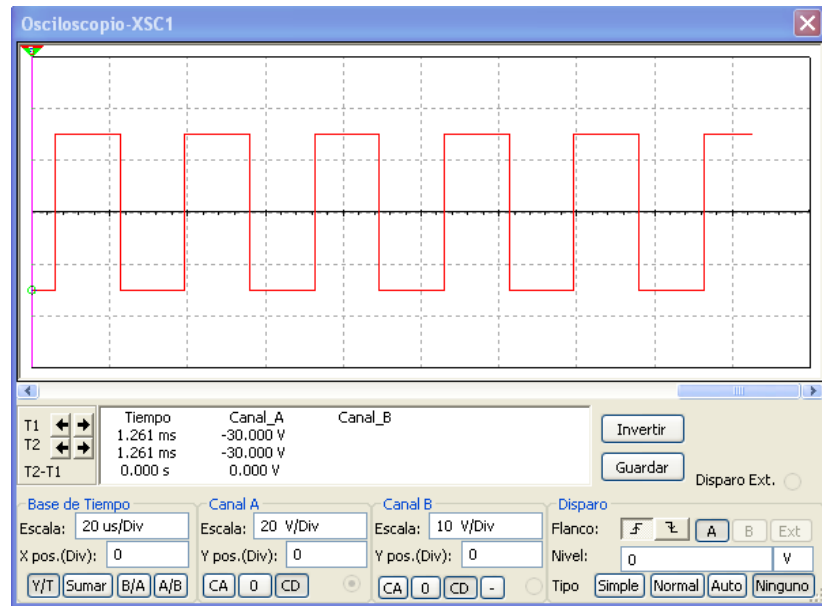 Osciloscopio-XSC1
Tiempo Canal_A Canal_B
T1 1.261 ms -30.000 V
T2 1.261 ms -30.000 V
T2-T1 0.000 s 0.000 V
Invertir
Guardar
Disparo Ext.
Base de Tiempo
Escala: 20 us/Div
X pos.(Div): 0
Y/T Sumar B/A A/B
Canal A
Escala: 20 V/Div
Y pos.(Div): 0
CA 0 CD
Canal B
Escala: 10 V/Div
Y pos.(Div): 0
CA 0 CD -
Disparo
Flanco: A B Ext
Nivel: 0 V
Tipo Simple Normal Auto Ninguno